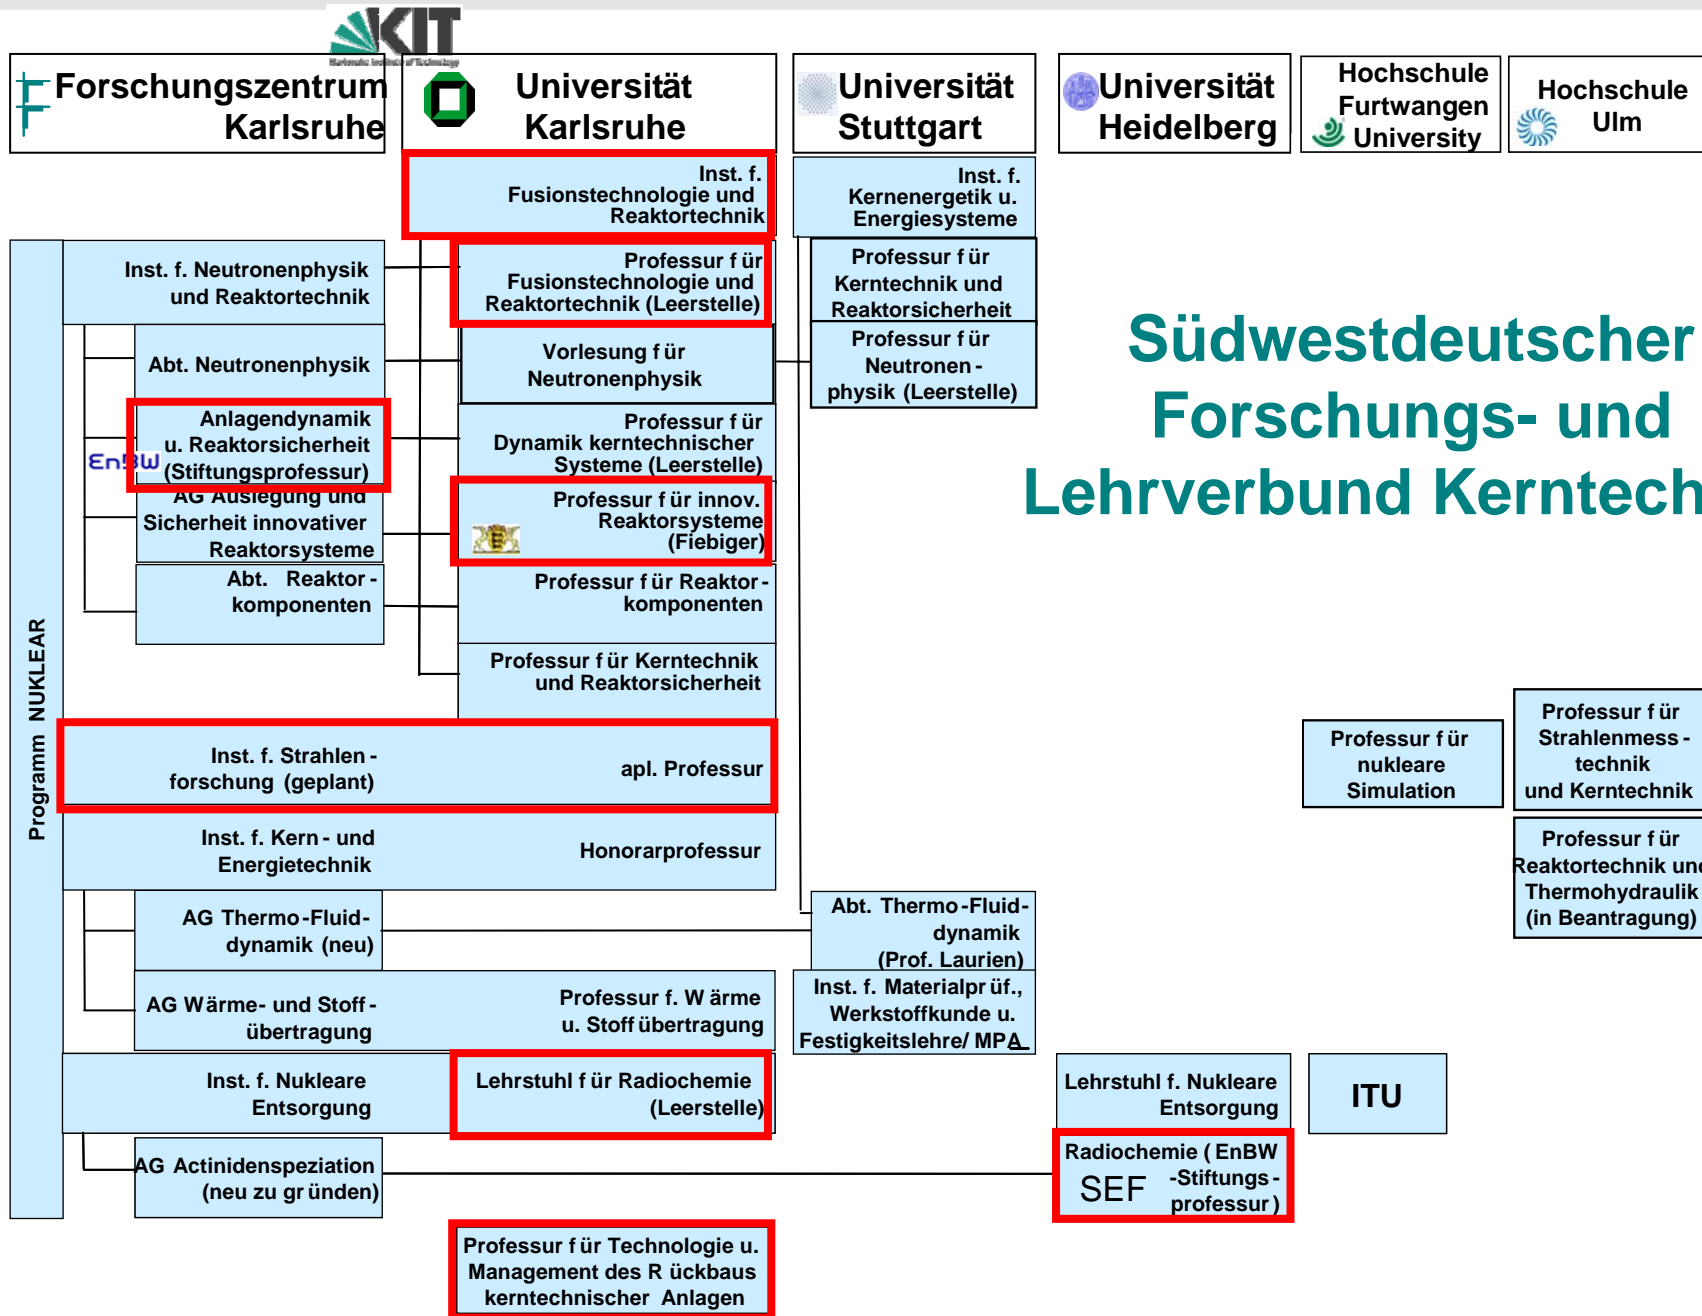 KIT
Karlsruhe Institute of Technology
Forschungszentrum
Karlsruhe
Universität
Karlsruhe
Universität
Stuttgart
Universität
Heidelberg
Hochschule
Furtwangen
University
Hochschule
Ulm
Inst. f.
Fusionstechnologie und
Reaktortechnik
Inst. f.
Kernenergetik u.
Energiesysteme
Programm NUKLEAR
Inst. f. Neutronenphysik
und Reaktortechnik
Professur für
Fusionstechnologie und
Reaktortechnik (Leerstelle)
Professur für
Kerntechnik und
Reaktorsicherheit
Abt. Neutronenphysik
Vorlesung für
Neutronenphysik
Professur für
Neutronen-
physik (Leerstelle)
Südwestdeutscher
Forschungs- und
Lehrverbund Kerntech
Anlagendynamik
u. Reaktorsicherheit
(Stiftungsprofessur)
EnBW
Professur für
Dynamik kerntechnischer
Systeme (Leerstelle)
AG Auslegung und
Sicherheit innovativer
Reaktorsysteme
Professur für innov.
Reaktorsysteme
(Fiebiger)
Abt. Reaktor-
komponenten
Professur für Reaktor-
komponenten
Professur für Kerntechnik
und Reaktorsicherheit
Inst. f. Strahlen-
forschung (geplant)
apl. Professur
Professur für
nukleare
Simulation
Professur für
Strahlenmess-
technik
und Kerntechnik
Inst. f. Kern- und
Energietechnik
Honorarprofessur
Professur für
Reaktortechnik und
Thermohydraulik
(in Beantragung)
AG Thermo-Fluid-
dynamik (neu)
Abt. Thermo-Fluid-
dynamik
(Prof. Laurien)
AG Wärme- und Stoff-
übertragung
Professur f. Wärme
u. Stoffübertragung
Inst. f. Materialprüf.,
Werkstoffkunde u.
Festigkeitslehre/ MPA
Inst. f. Nukleare
Entsorgung
Lehrstuhl für Radiochemie
(Leerstelle)
Lehrstuhl f. Nukleare
Entsorgung
ITU
AG Actinidenspeziation
(neu zu gründen)
Radiochemie (EnBW
-Stiftungs-
professur)
SEF
Professur für Technologie u.
Management des Rückbaus
kerntechnischer Anlagen